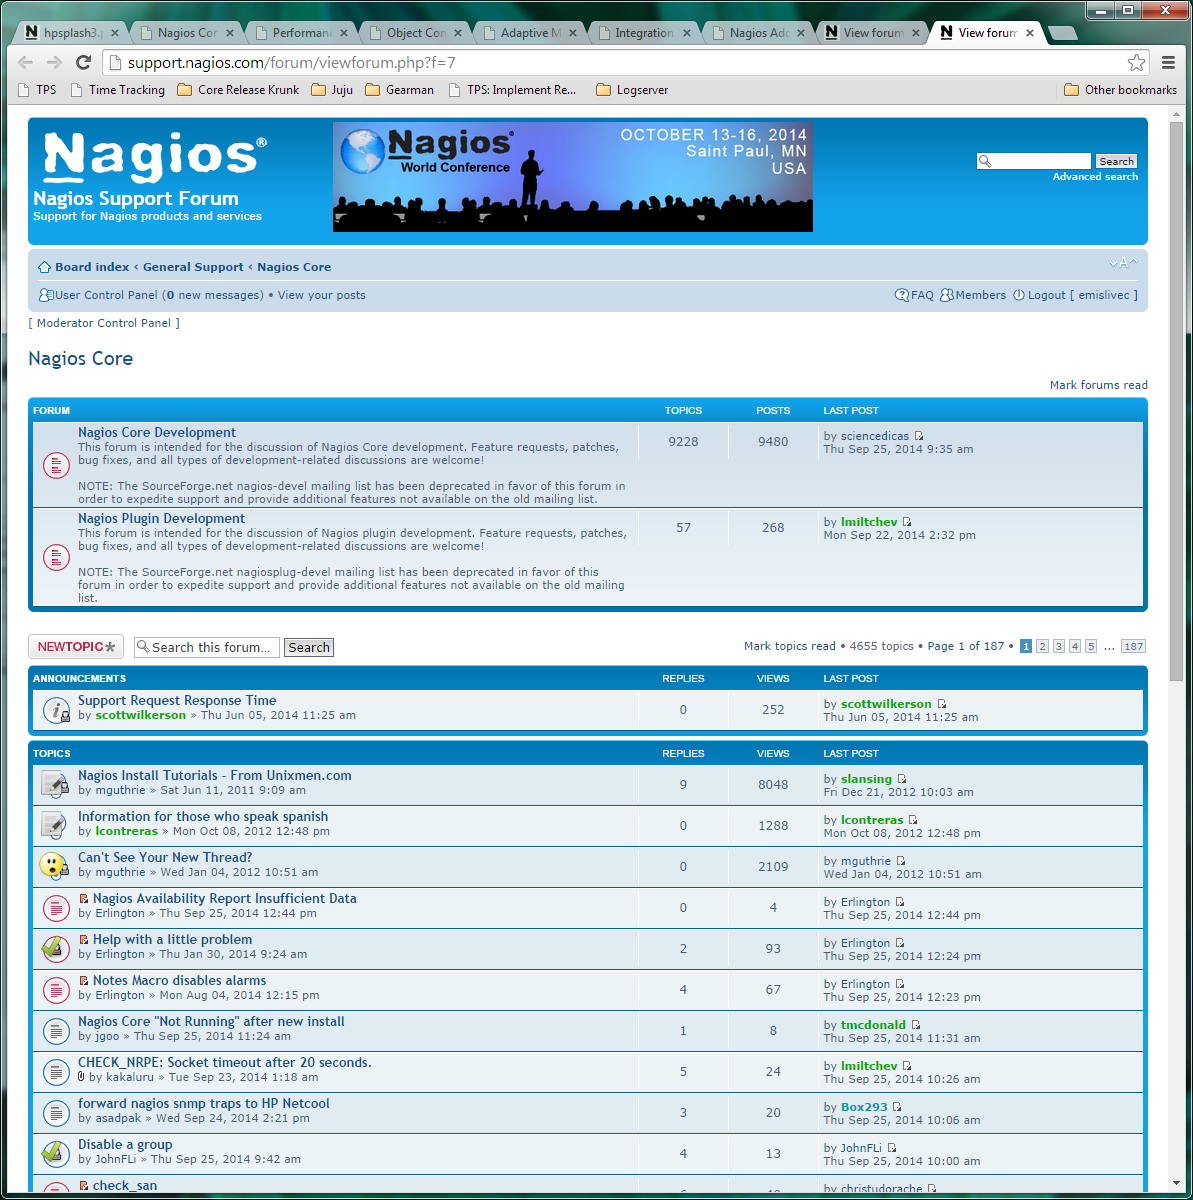 hpsplash3.
Nagios Cor
Performan
Object Con
Adaptive M
Integration
Nagios Ad
View forum
View forum
support.nagios.com/forum/viewforum.php?f=7
TPS
Time Tracking
Core Release Krunk
Juju
Gearman
TPS: Implement Re...
Logserver
Other bookmarks
Nagios®
Nagios Support Forum
Support for Nagios products and services
Nagios®
World Conference
OCTOBER 13-16, 2014
Saint Paul, MN
USA
Search
Advanced search
Board index ‹ General Support ‹ Nagios Core
A
User Control Panel (0 new messages) • View your posts
FAQ Members Logout [ emislivec ]
[ Moderator Control Panel ]
Nagios Core
Mark forums read
FORUM TOPICS POSTS LAST POST
Nagios Core Development
This forum is intended for the discussion of Nagios Core development. Feature requests, patches,
bug fixes, and all types of development-related discussions are welcome!
NOTE: The SourceForge.net nagios-devel mailing list has been deprecated in favor of this forum in
order to expedite support and provide additional features not available on the old mailing list.
9228
9480
by sciencedicas
Thu Sep 25, 2014 9:35 am
Nagios Plugin Development
This forum is intended for the discussion of Nagios plugin development. Feature requests, patches,
bug fixes, and all types of development-related discussions are welcome!
NOTE: The SourceForge.net nagiosplug-devel mailing list has been deprecated in favor of this
forum in order to expedite support and provide additional features not available on the old mailing
list.
57
268
by lmiltchev
Mon Sep 22, 2014 2:32 pm
NEWTOPIC*
Search this forum...
Search
Mark topics read • 4655 topics • Page 1 of 187 • 1 2 3 4 5 ... 187
ANNOUNCEMENTS REPLIES VIEWS LAST POST
Support Request Response Time
by scottwilkerson » Thu Jun 05, 2014 11:25 am
0
252
by scottwilkerson
Thu Jun 05, 2014 11:25 am
TOPICS REPLIES VIEWS LAST POST
Nagios Install Tutorials - From Unixmen.com
by mguthrie » Sat Jun 11, 2011 9:09 am
9
8048
by slansing
Fri Dec 21, 2012 10:03 am
Information for those who speak spanish
by lcontreras » Mon Oct 08, 2012 12:48 pm
0
1288
by lcontreras
Mon Oct 08, 2012 12:48 pm
Can't See Your New Thread?
by mguthrie » Wed Jan 04, 2012 10:51 am
0
2109
by mguthrie
Wed Jan 04, 2012 10:51 am
Nagios Availability Report Insufficient Data
by Erlington » Thu Sep 25, 2014 12:44 pm
0
4
by Erlington
Thu Sep 25, 2014 12:44 pm
Help with a little problem
by Erlington » Thu Jan 30, 2014 9:24 am
2
93
by Erlington
Thu Sep 25, 2014 12:24 pm
Notes Macro disables alarms
by Erlington » Mon Aug 04, 2014 12:15 pm
4
67
by Erlington
Thu Sep 25, 2014 12:23 pm
Nagios Core "Not Running" after new install
by jgoo » Thu Sep 25, 2014 11:24 am
1
8
by tmcdonald
Thu Sep 25, 2014 11:31 am
CHECK_NRPE: Socket timeout after 20 seconds.
by kakaluru » Tue Sep 23, 2014 1:18 am
5
24
by lmiltchev
Thu Sep 25, 2014 10:26 am
forward nagios snmp traps to HP Netcool
by asadpak » Wed Sep 24, 2014 2:21 pm
3
20
by Box293
Thu Sep 25, 2014 10:06 am
Disable a group
by JohnFLi » Thu Sep 25, 2014 9:42 am
4
13
by JohnFLi
Thu Sep 25, 2014 10:00 am
check_san
by christudorache